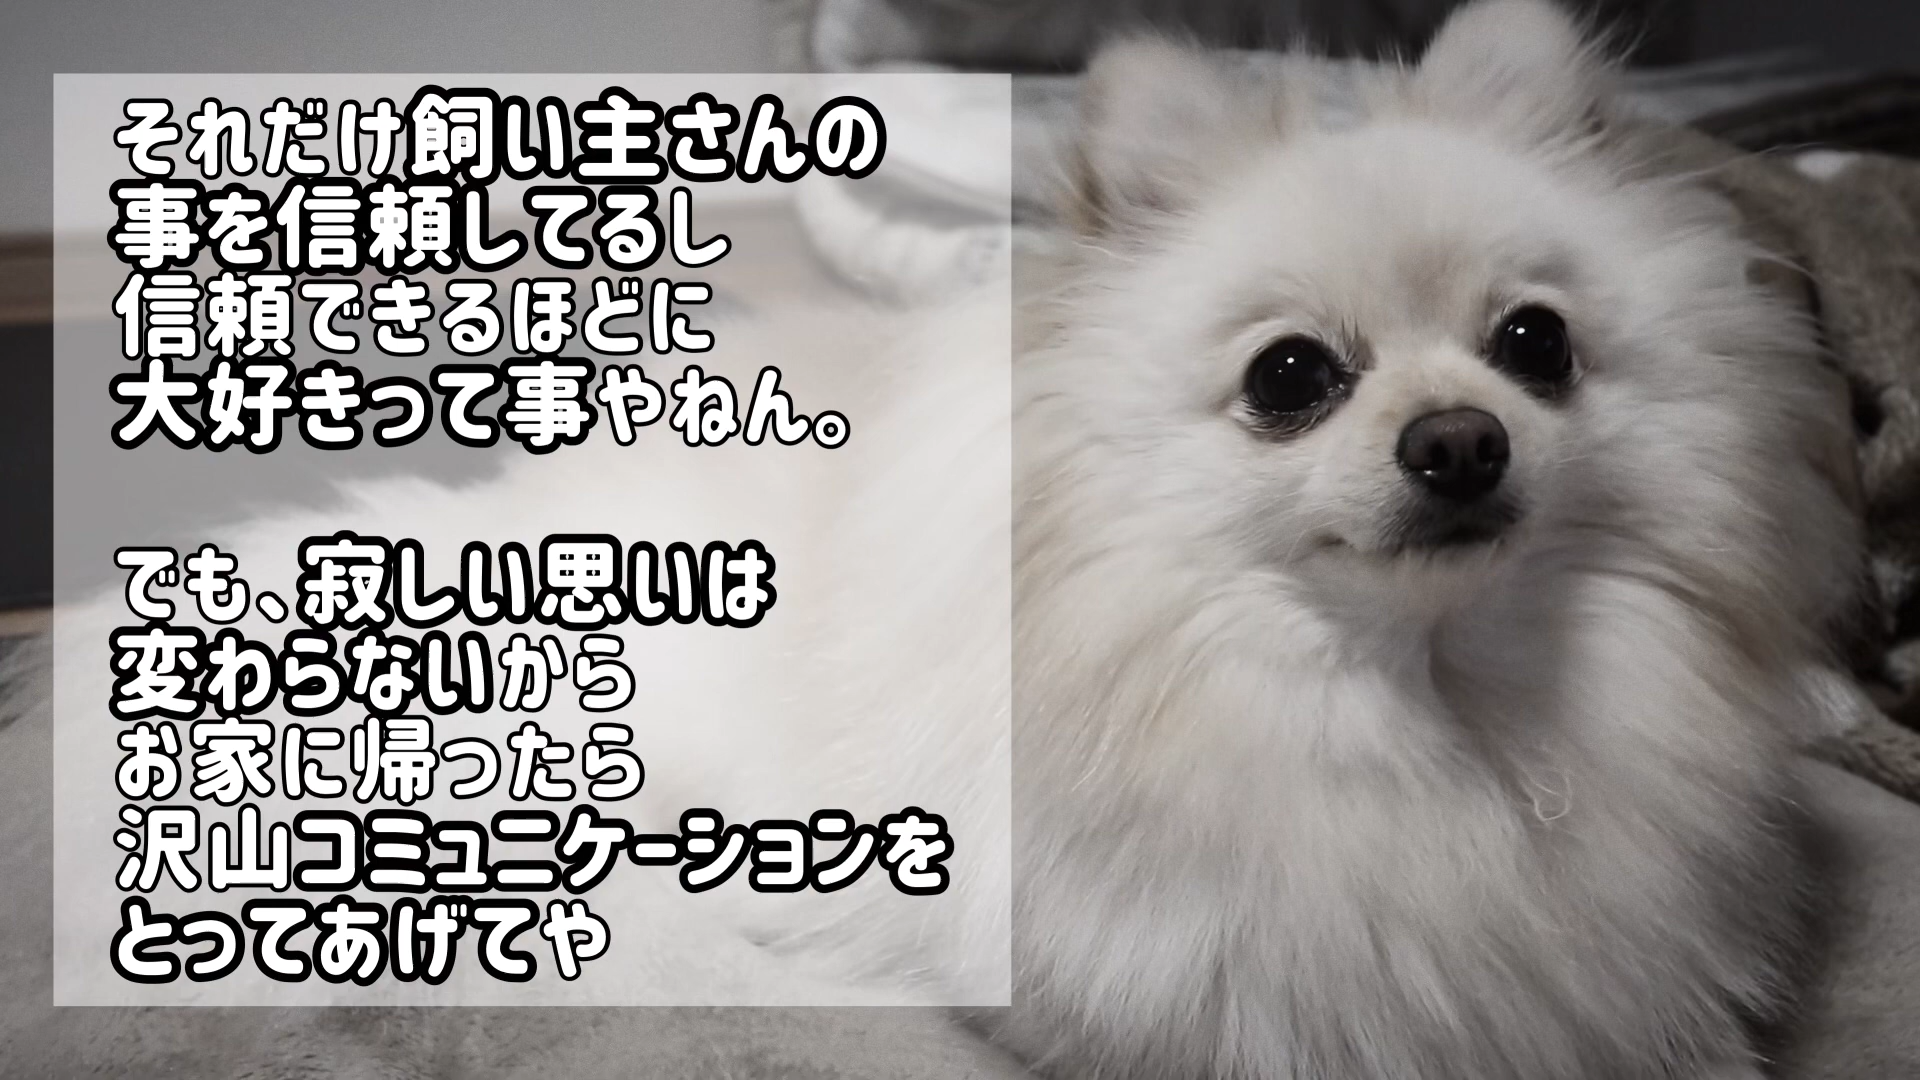 それだけ飼い主さんの
事を信頼してるし
信頼できるほどに
大好きって事やねん。
でも、寂しい思いは
変わらないから
お家に帰ったら
沢山コミュニケーションを
とってあげてや